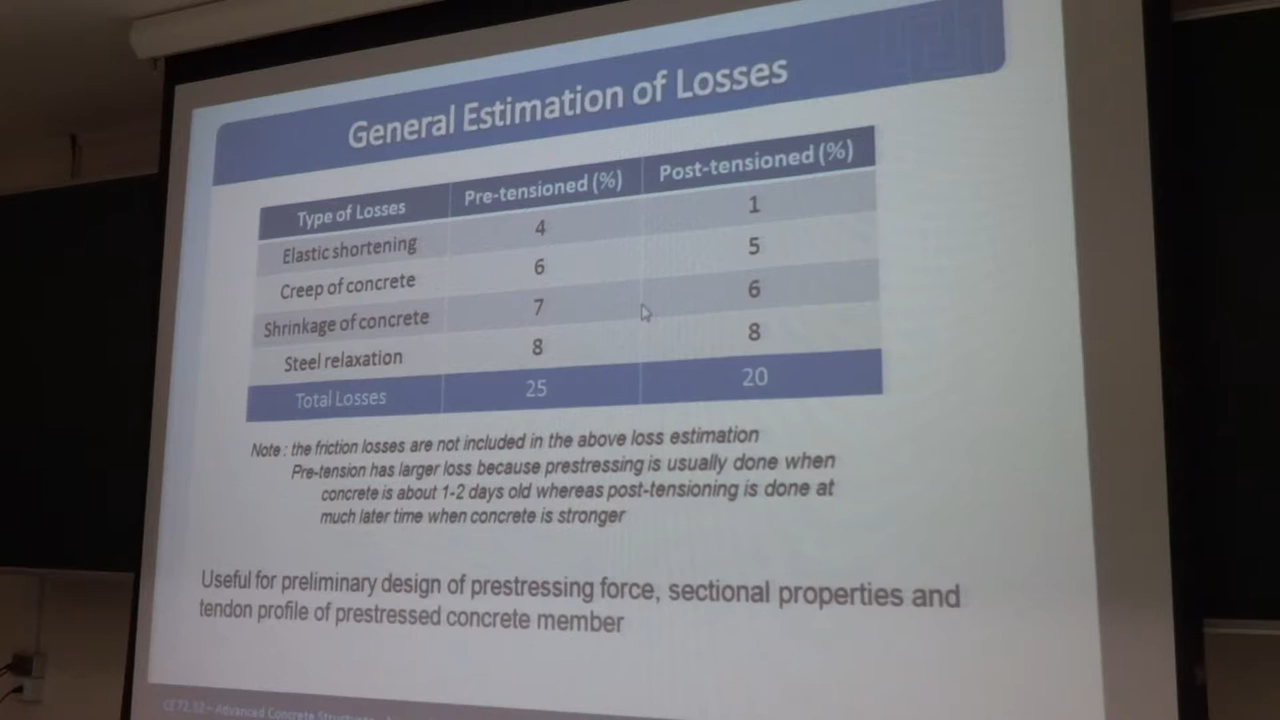 General Estimation of Losses
Type of Losses Pre-tensioned (%) Post-tensioned (%)
Elastic shortening 4 1
Creep of concrete 6 5
Shrinkage of concrete 7 6
Steel relaxation 8 8
Total Losses 25 20
Note : the friction losses are not included in the above loss estimation
Pre-tension has larger loss because prestressing is usually done when
concrete is about 1-2 days old whereas post-tensioning is done at
much later time when concrete is stronger
Useful for preliminary design of prestressing force, sectional properties and
tendon profile of prestressed concrete member
Advanced Concrete